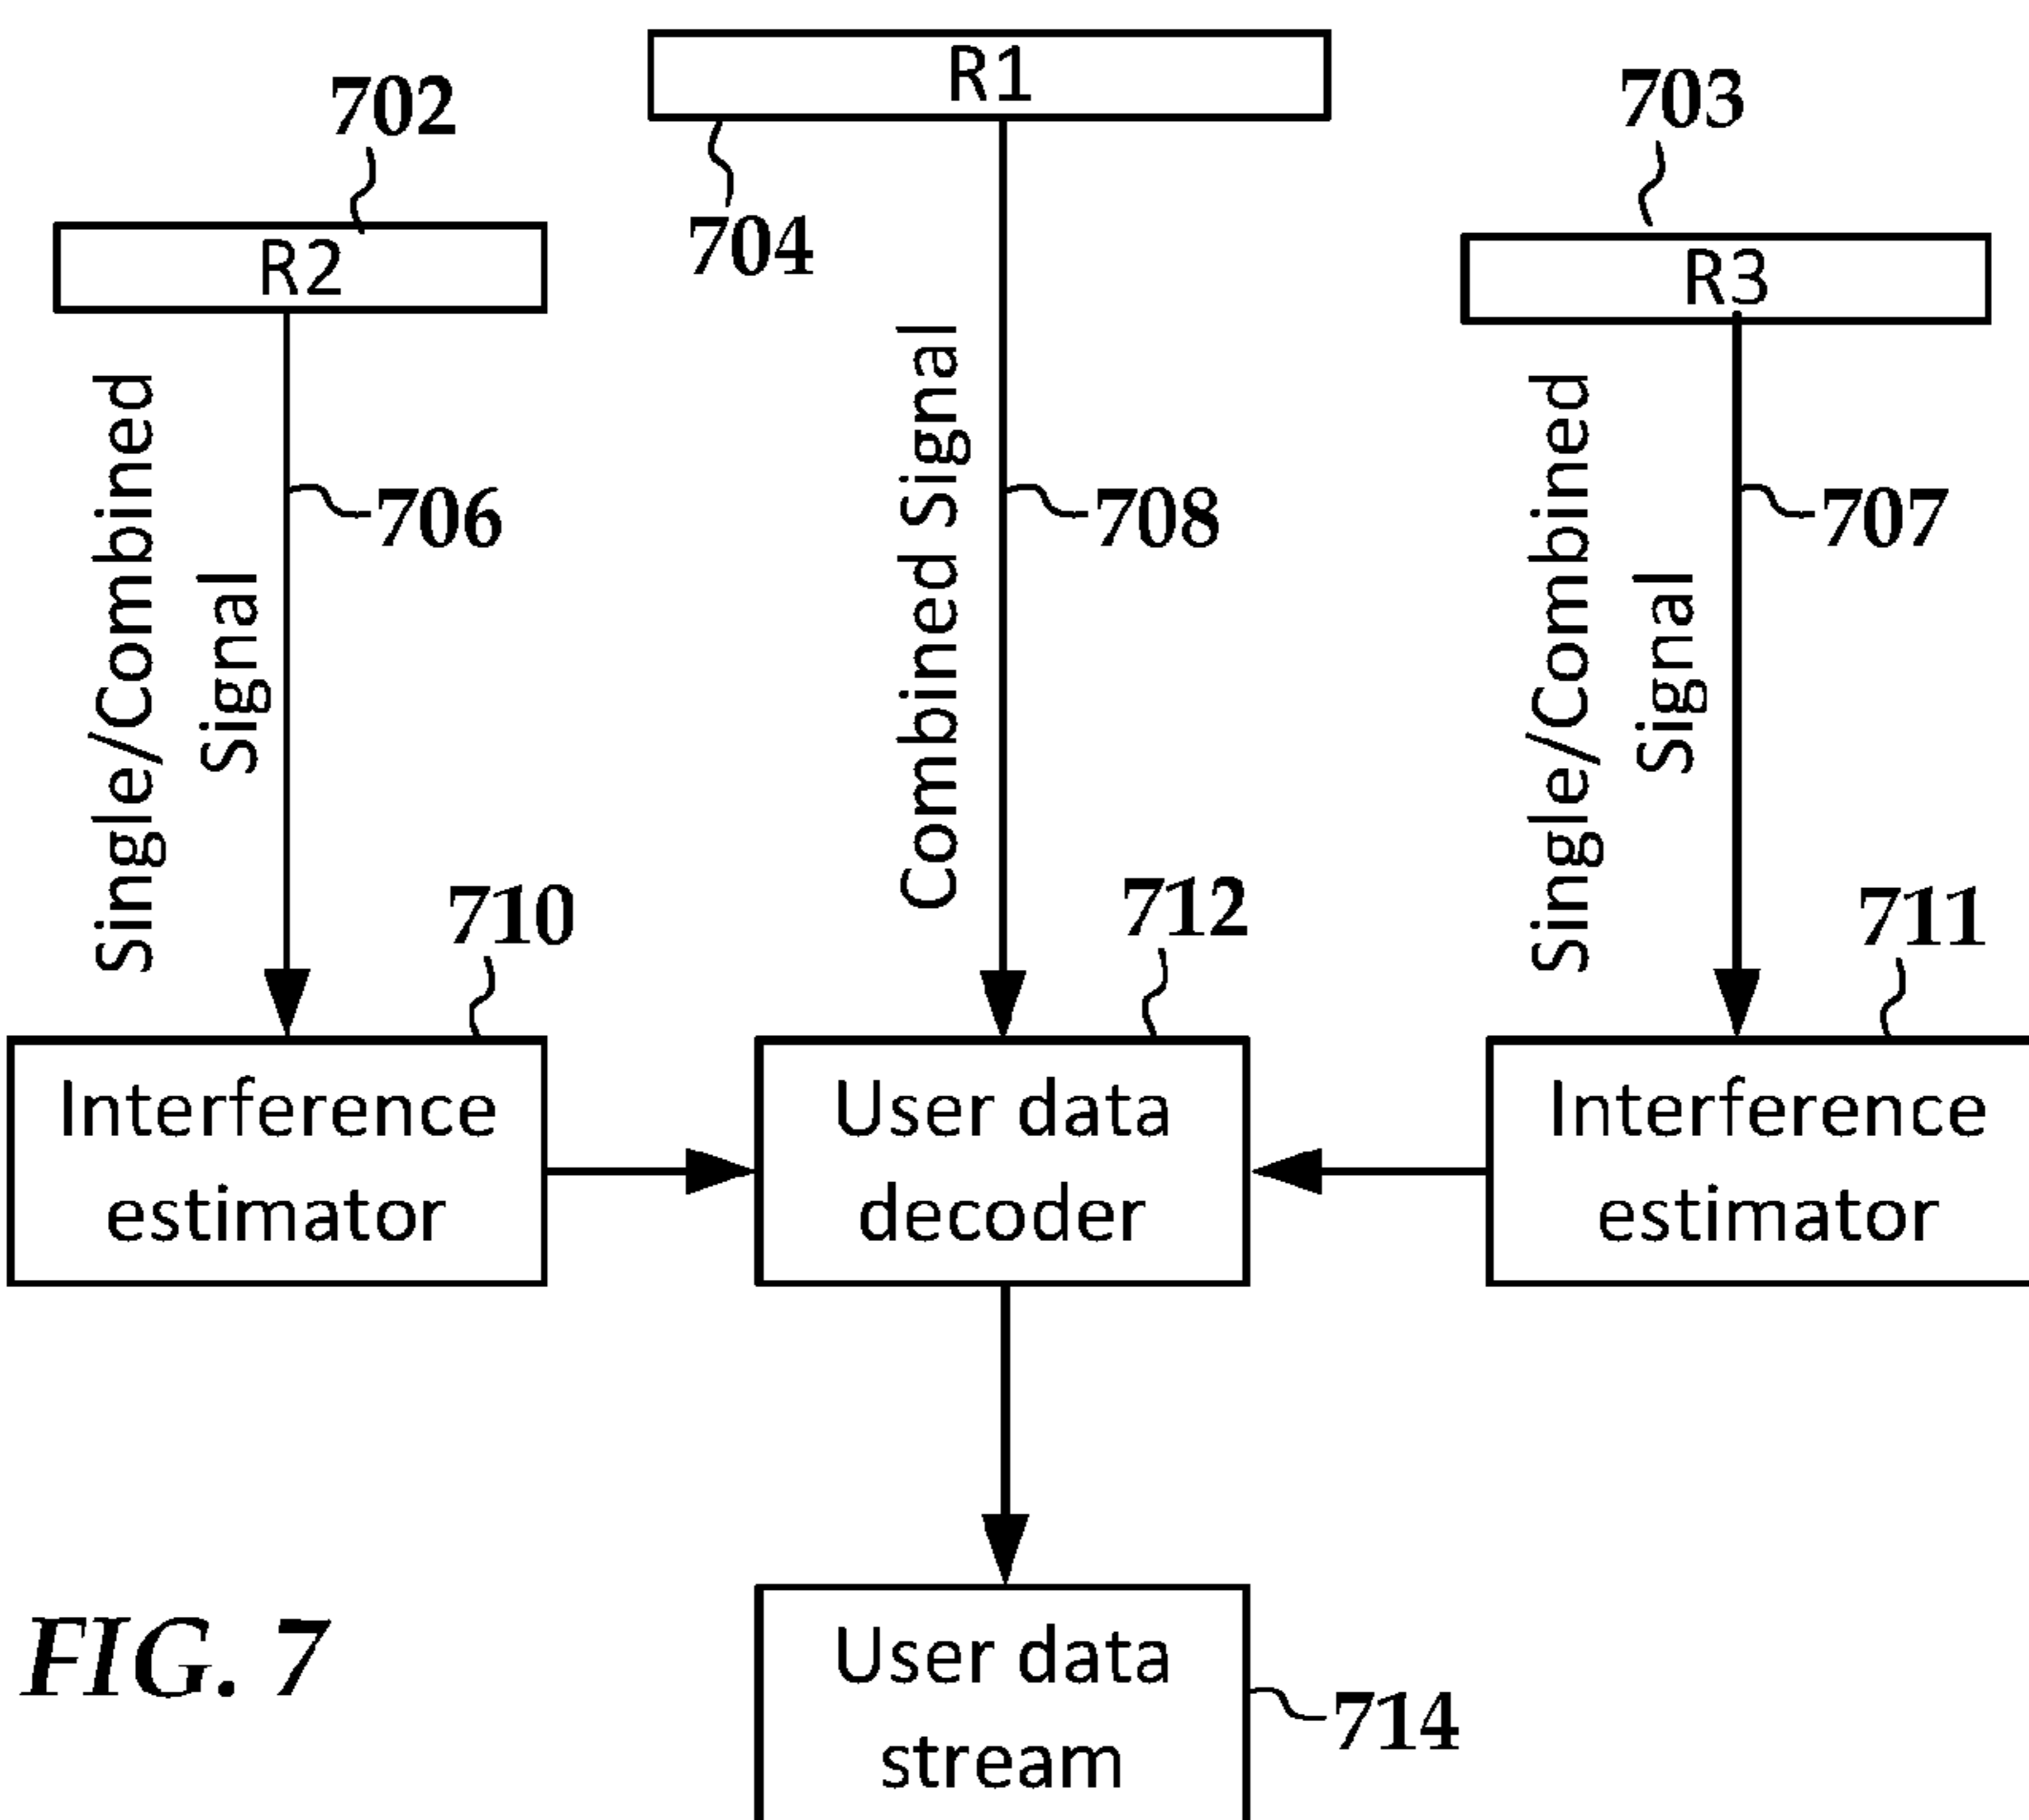 R1
702
703
704
R2
R3
Single/Combined
Signal
706
Combined Signal
708
Single/Combined
Signal
707
710
712
711
Interference
estimator
User data
decoder
Interference
estimator
User data
stream
714
FIG. 7